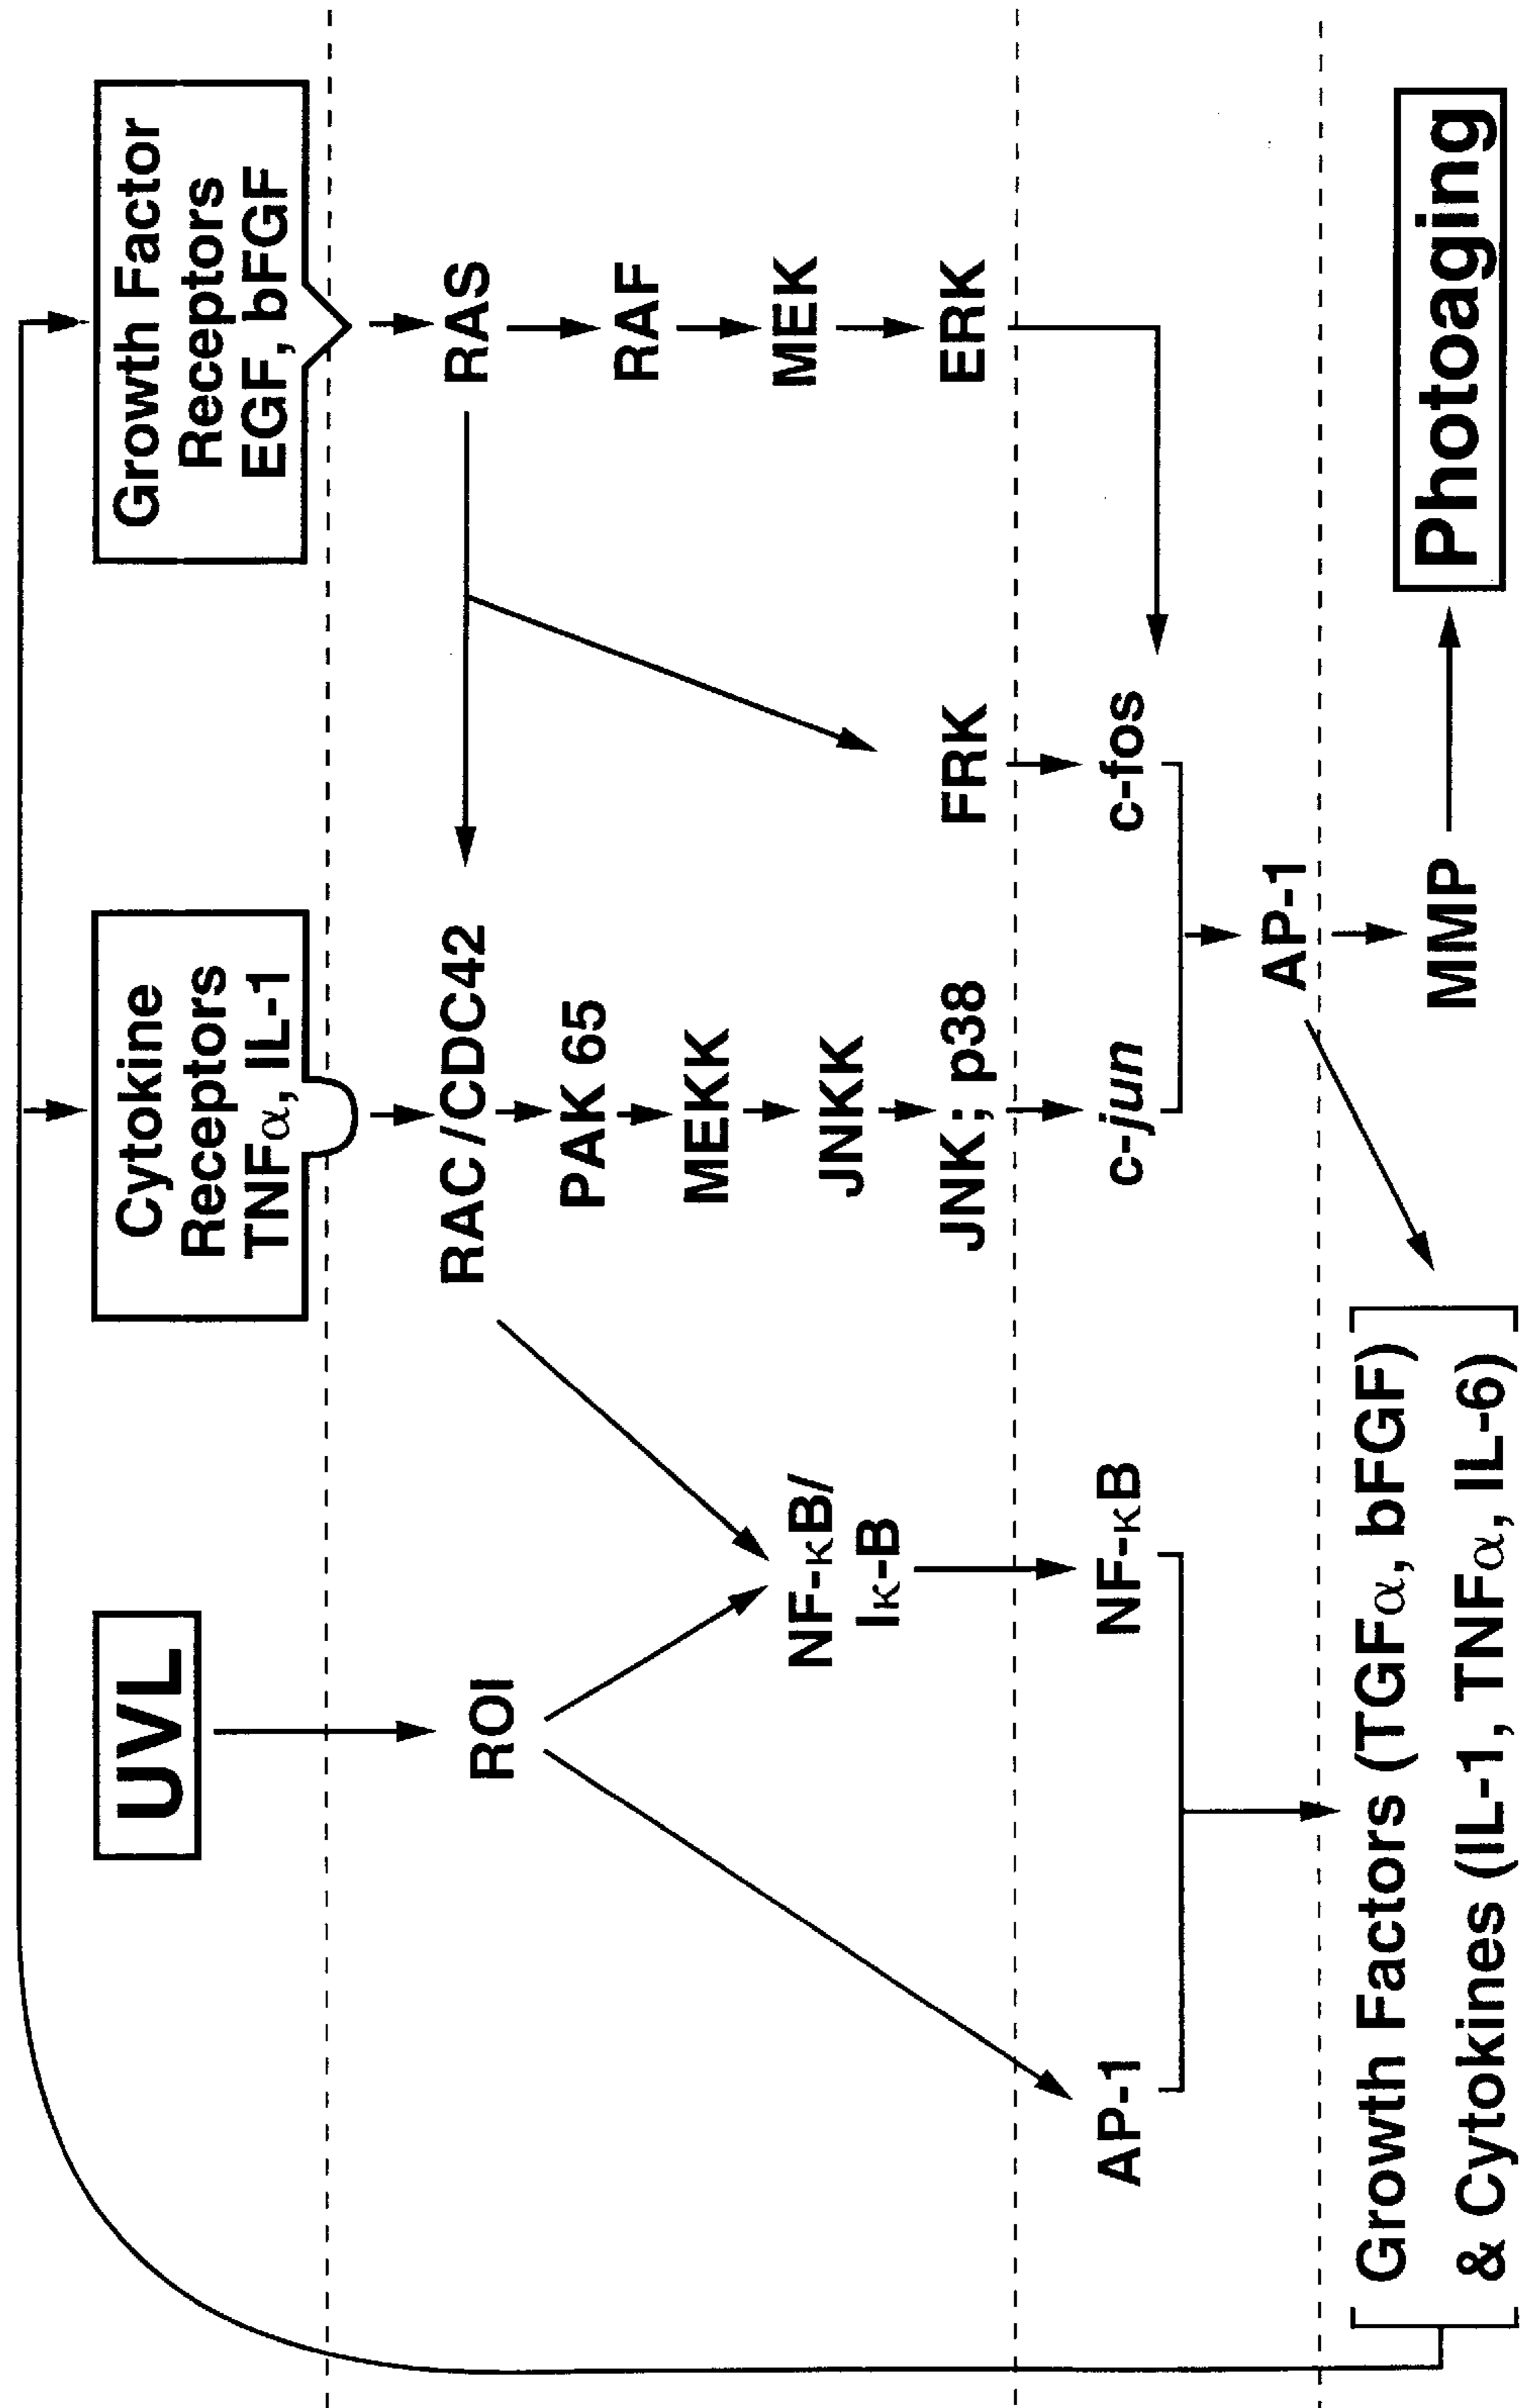 UVL
Cytokine
Receptors
TNFα, IL-1
Growth Factor
Receptors
EGF, bFGF
ROI
RAC/CDC42
RAS
PAK 65
RAF
MEKK
MEK
NF-κB/
Iκ-B
JNKK
JNK; p38
FRK
ERK
AP-1
NF-κB
c-jun
c-fos
AP-1
Growth Factors (TGFα, bFGF)
& Cytokines (IL-1, TNFα, IL-6)
MMP
Photoaging